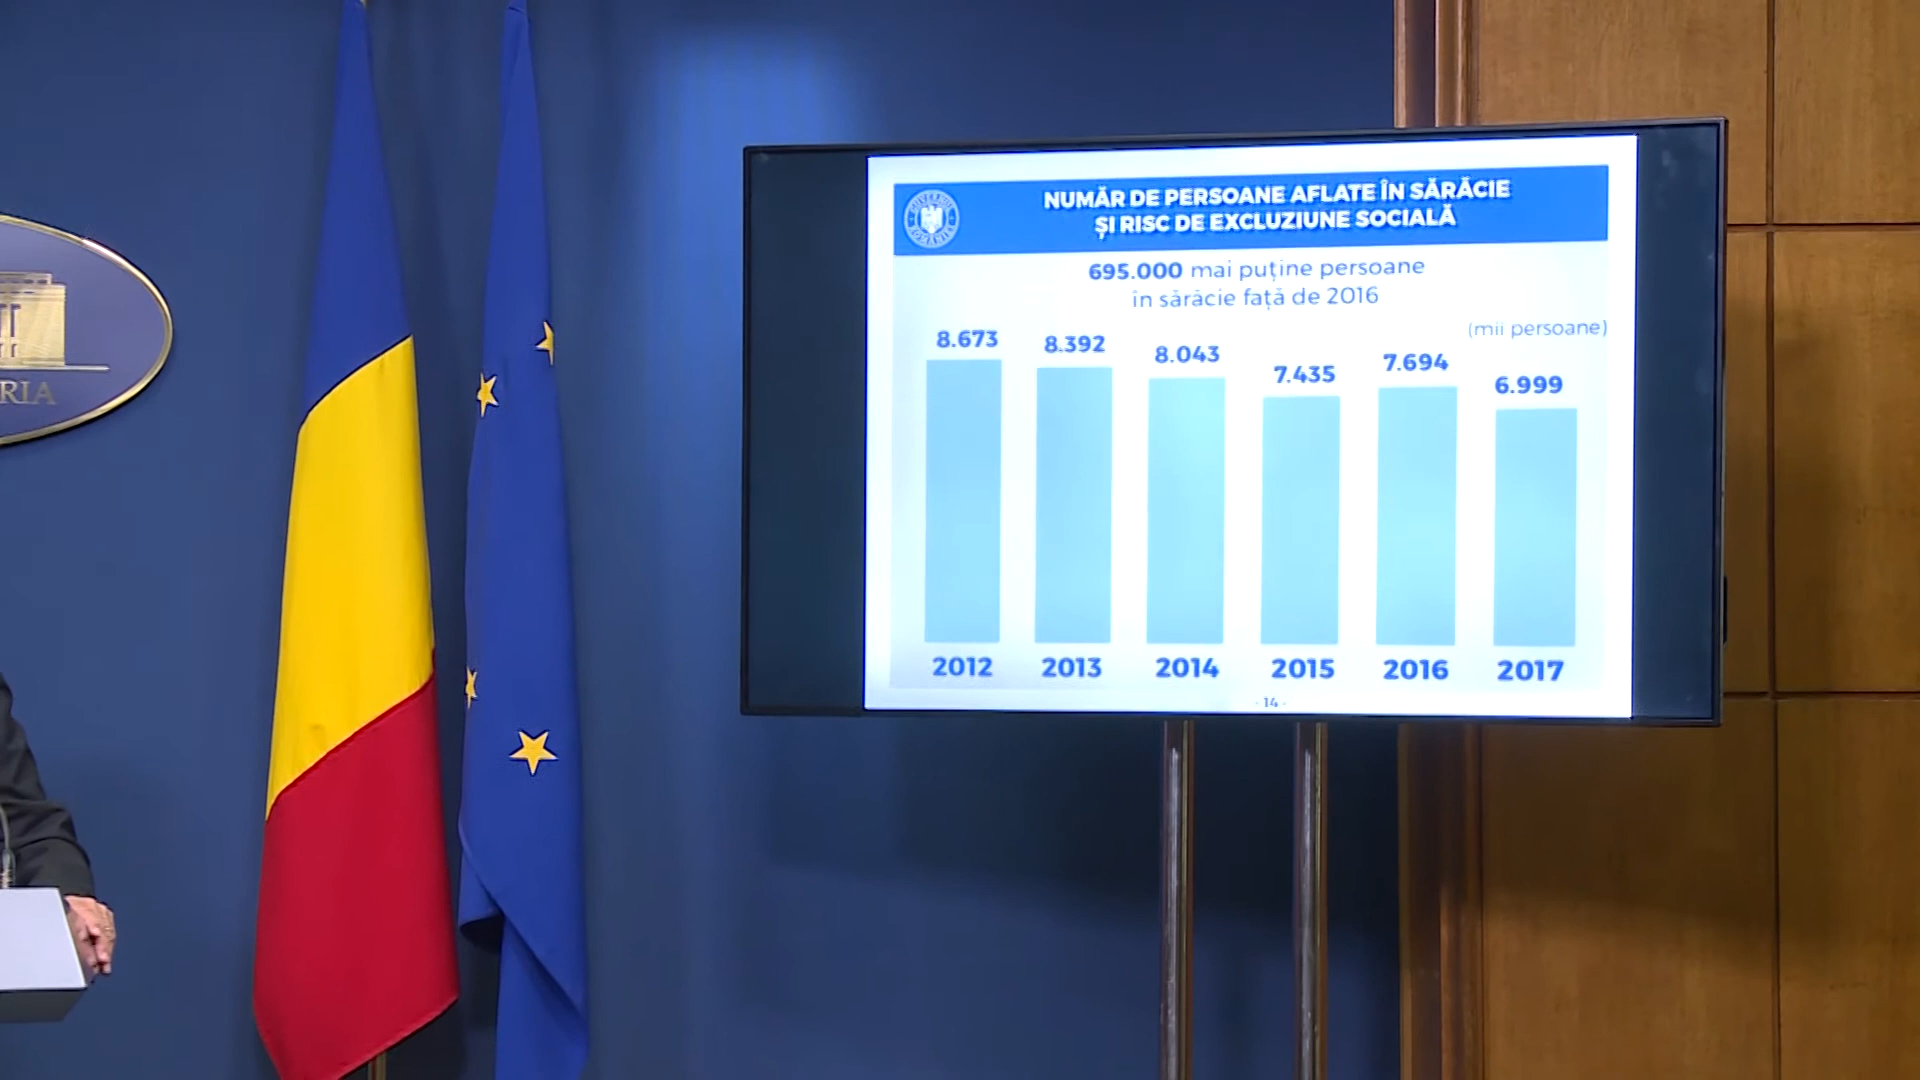 RIA
GUVERNUL ROMÂNIEI
NUMĂR DE PERSOANE AFLATE ÎN SĂRĂCIE
ȘI RISC DE EXCLUZIUNE SOCIALĂ
695.000 mai puține persoane
în sărăcie față de 2016
(mii persoane)
8.673 8.392 8.043 7.435 7.694 6.999
2012 2013 2014 2015 2016 2017
- 14 -